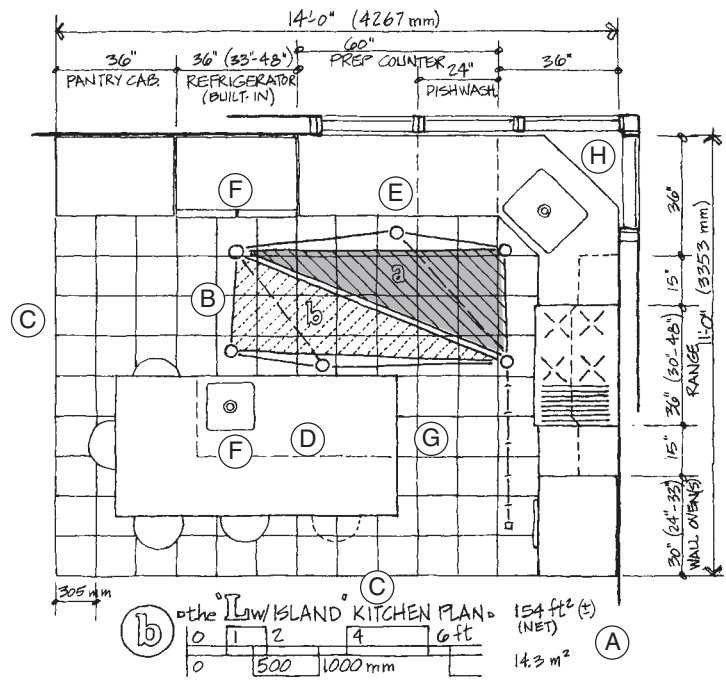 14'-0" (4267 mm)
36"
36" (33"-48")
60"
36"
PANTRY CAB.
REFRIGERATOR
(BUILT-IN)
PREP COUNTER
24"
DISHWASH.
H
F
E
a
b
B
C
36"
15"
36" (30"-48")
RANGE
15"
30" (24"-33")
WALL OVEN(S)
11'-0" (3353 mm)
F
D
G
C
305 mm
b
the "L w/ ISLAND" KITCHEN PLAN
154 ft² (±)
(NET)
0 1 2 4 6 ft
0 500 1000 mm
14.3 m²
A